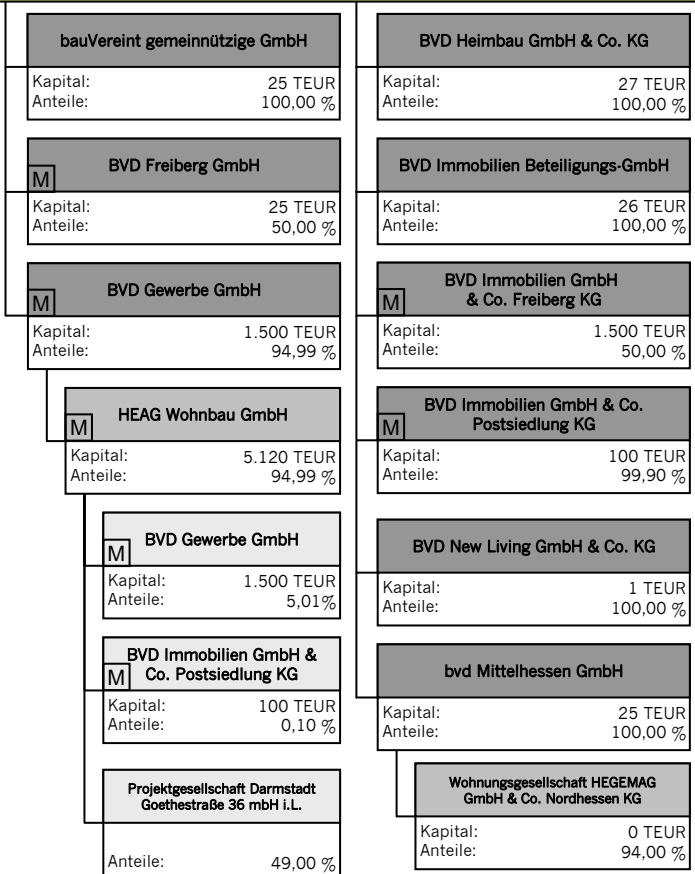 bauVereint gemeinnützige GmbH
Kapital: 25 TEUR
Anteile: 100,00 %
BVD Freiberg GmbH
M
Kapital: 25 TEUR
Anteile: 50,00 %
BVD Gewerbe GmbH
M
Kapital: 1.500 TEUR
Anteile: 94,99 %
HEAG Wohnbau GmbH
M
Kapital: 5.120 TEUR
Anteile: 94,99 %
BVD Gewerbe GmbH
M
Kapital: 1.500 TEUR
Anteile: 5,01%
BVD Immobilien GmbH &
Co. Postsiedlung KG
M
Kapital: 100 TEUR
Anteile: 0,10 %
Projektgesellschaft Darmstadt
Goethestraße 36 mbH i.L.
Anteile: 49,00 %
BVD Heimbau GmbH & Co. KG
Kapital: 27 TEUR
Anteile: 100,00 %
BVD Immobilien Beteiligungs-GmbH
Kapital: 26 TEUR
Anteile: 100,00 %
BVD Immobilien GmbH
& Co. Freiberg KG
M
Kapital: 1.500 TEUR
Anteile: 50,00 %
BVD Immobilien GmbH & Co.
Postsiedlung KG
M
Kapital: 100 TEUR
Anteile: 99,90 %
BVD New Living GmbH & Co. KG
Kapital: 1 TEUR
Anteile: 100,00 %
bvd Mittelhessen GmbH
Kapital: 25 TEUR
Anteile: 100,00 %
Wohnungsgesellschaft HEGEMAG
GmbH & Co. Nordhessen KG
Kapital: 0 TEUR
Anteile: 94,00 %